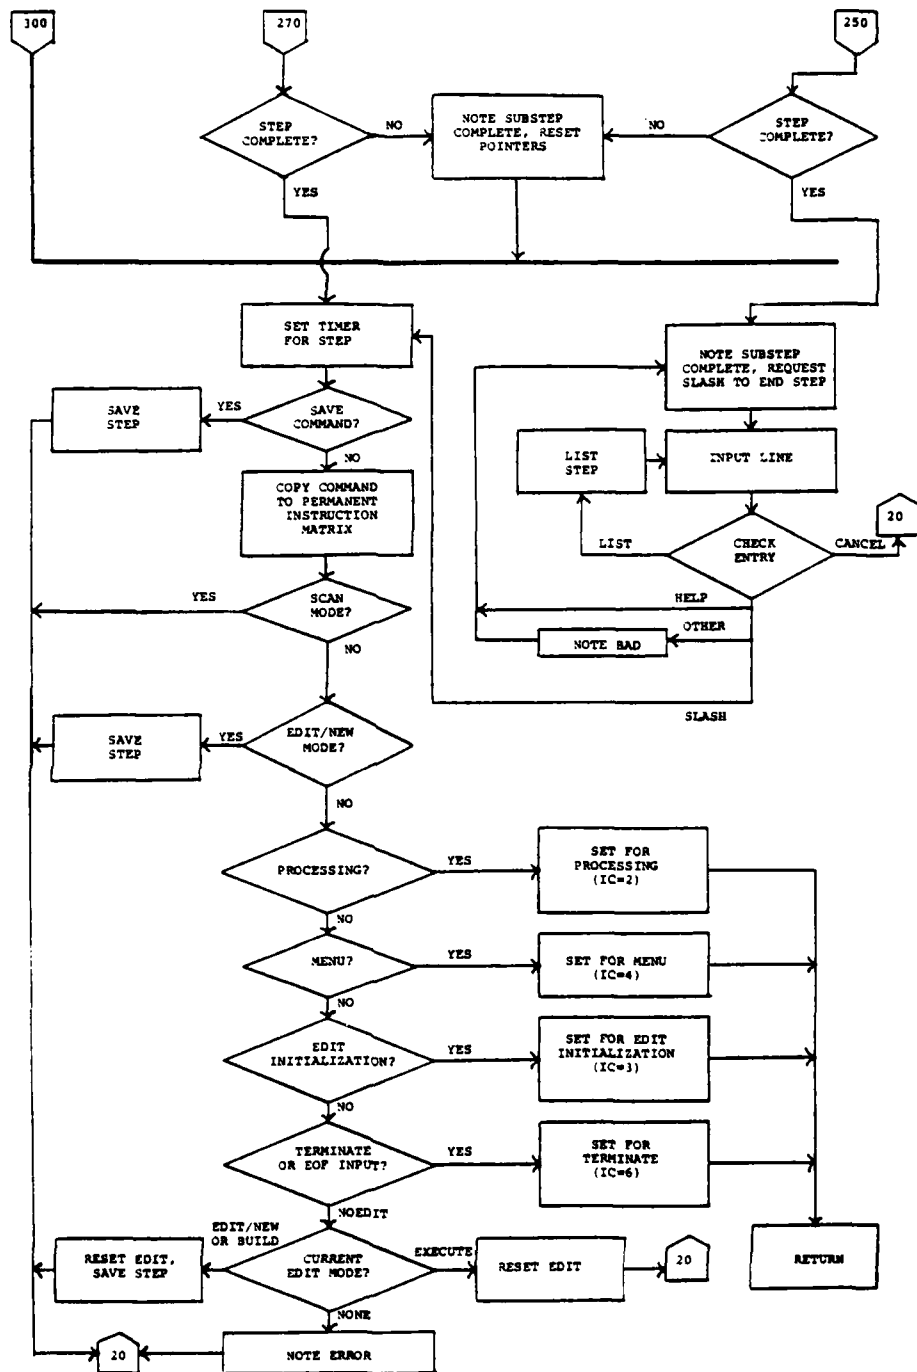 300
270
250
STEP
COMPLETE?
NO
NOTE SUBSTEP
COMPLETE, RESET
POINTERS
NO
STEP
COMPLETE?
YES
YES
SET TIMER
FOR STEP
NOTE SUBSTEP
COMPLETE, REQUEST
SLASH TO END STEP
SAVE
STEP
YES
SAVE
COMMAND?
NO
LIST
STEP
INPUT LINE
COPY COMMAND
TO PERMANENT
INSTRUCTION
MATRIX
20
LIST
CHECK
ENTRY
CANCEL
YES
SCAN
MODE?
HELP
NO
OTHER
NOTE BAD
SLASH
SAVE
STEP
YES
EDIT/NEW
MODE?
NO
PROCESSING?
YES
SET FOR
PROCESSING
(IC=2)
NO
MENU?
YES
SET FOR MENU
(IC=4)
NO
EDIT
INITIALIZATION?
YES
SET FOR EDIT
INITIALIZATION
(IC=3)
NO
TERMINATE
OR EOF INPUT?
YES
SET FOR
TERMINATE
(IC=6)
NOEDIT
EDIT/NEW
OR BUILD
RESET EDIT,
SAVE STEP
CURRENT
EDIT MODE?
EXECUTE
RESET EDIT
20
RETURN
NONE
20
NOTE ERROR